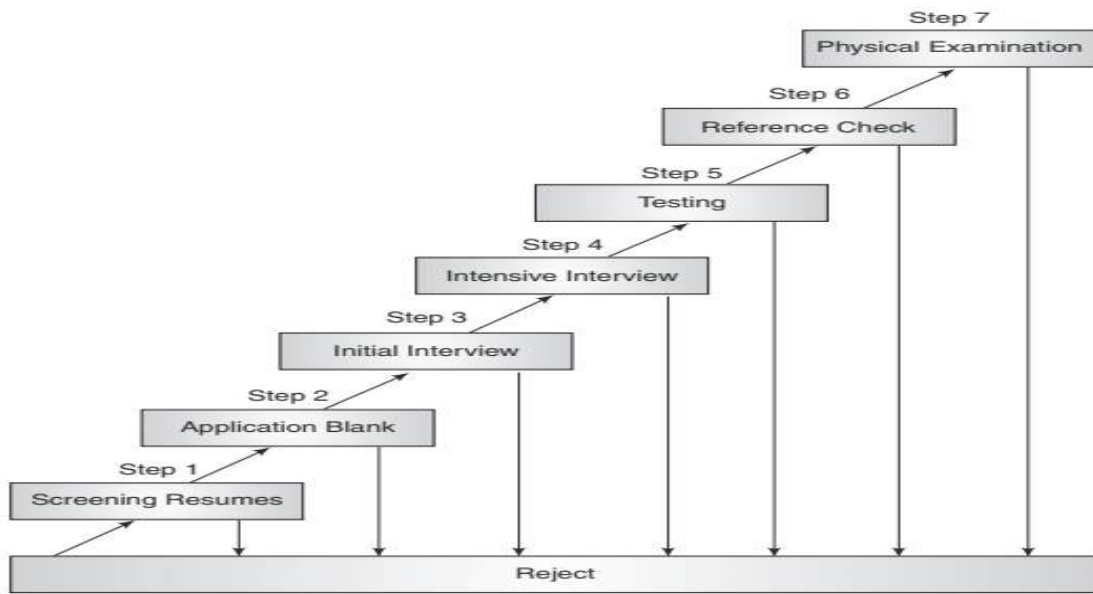 Step 7
Physical Examination
Step 6
Reference Check
Step 5
Testing
Step 4
Intensive Interview
Step 3
Initial Interview
Step 2
Application Blank
Step 1
Screening Resumes
Reject